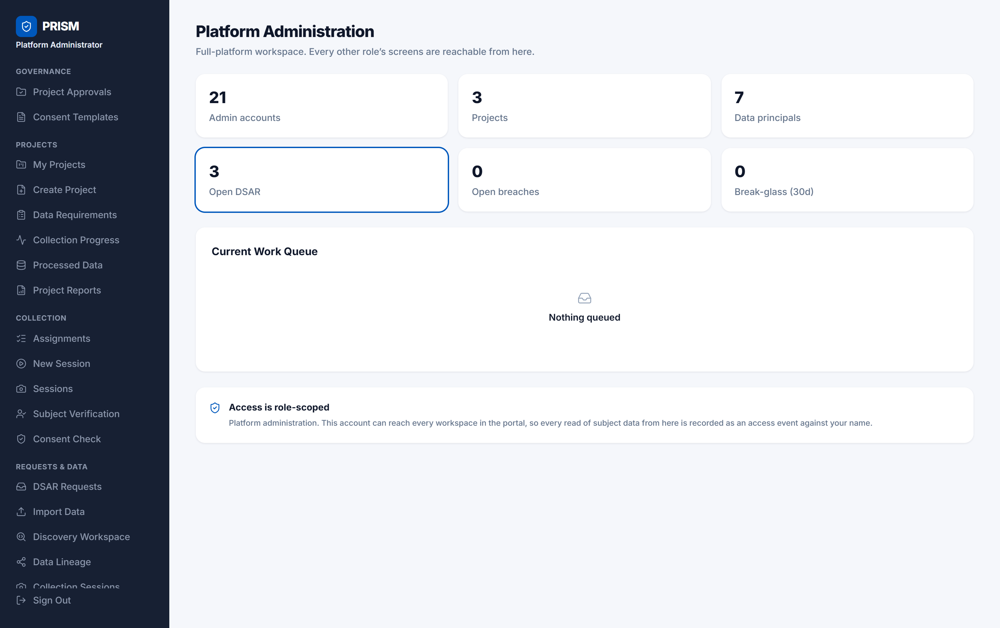 PRISM
Platform Administrator
GOVERNANCE
Project Approvals
Consent Templates
PROJECTS
My Projects
Create Project
Data Requirements
Collection Progress
Processed Data
Project Reports
COLLECTION
Assignments
New Session
Sessions
Subject Verification
Consent Check
REQUESTS & DATA
DSAR Requests
Import Data
Discovery Workspace
Data Lineage
Collection Sessions
Sign Out
Platform Administration
Full-platform workspace. Every other role’s screens are reachable from here.
21
Admin accounts
3
Projects
7
Data principals
3
Open DSAR
0
Open breaches
0
Break-glass (30d)
Current Work Queue
Nothing queued
Access is role-scoped
Platform administration. This account can reach every workspace in the portal, so every read of subject data from here is recorded as an access event against your name.